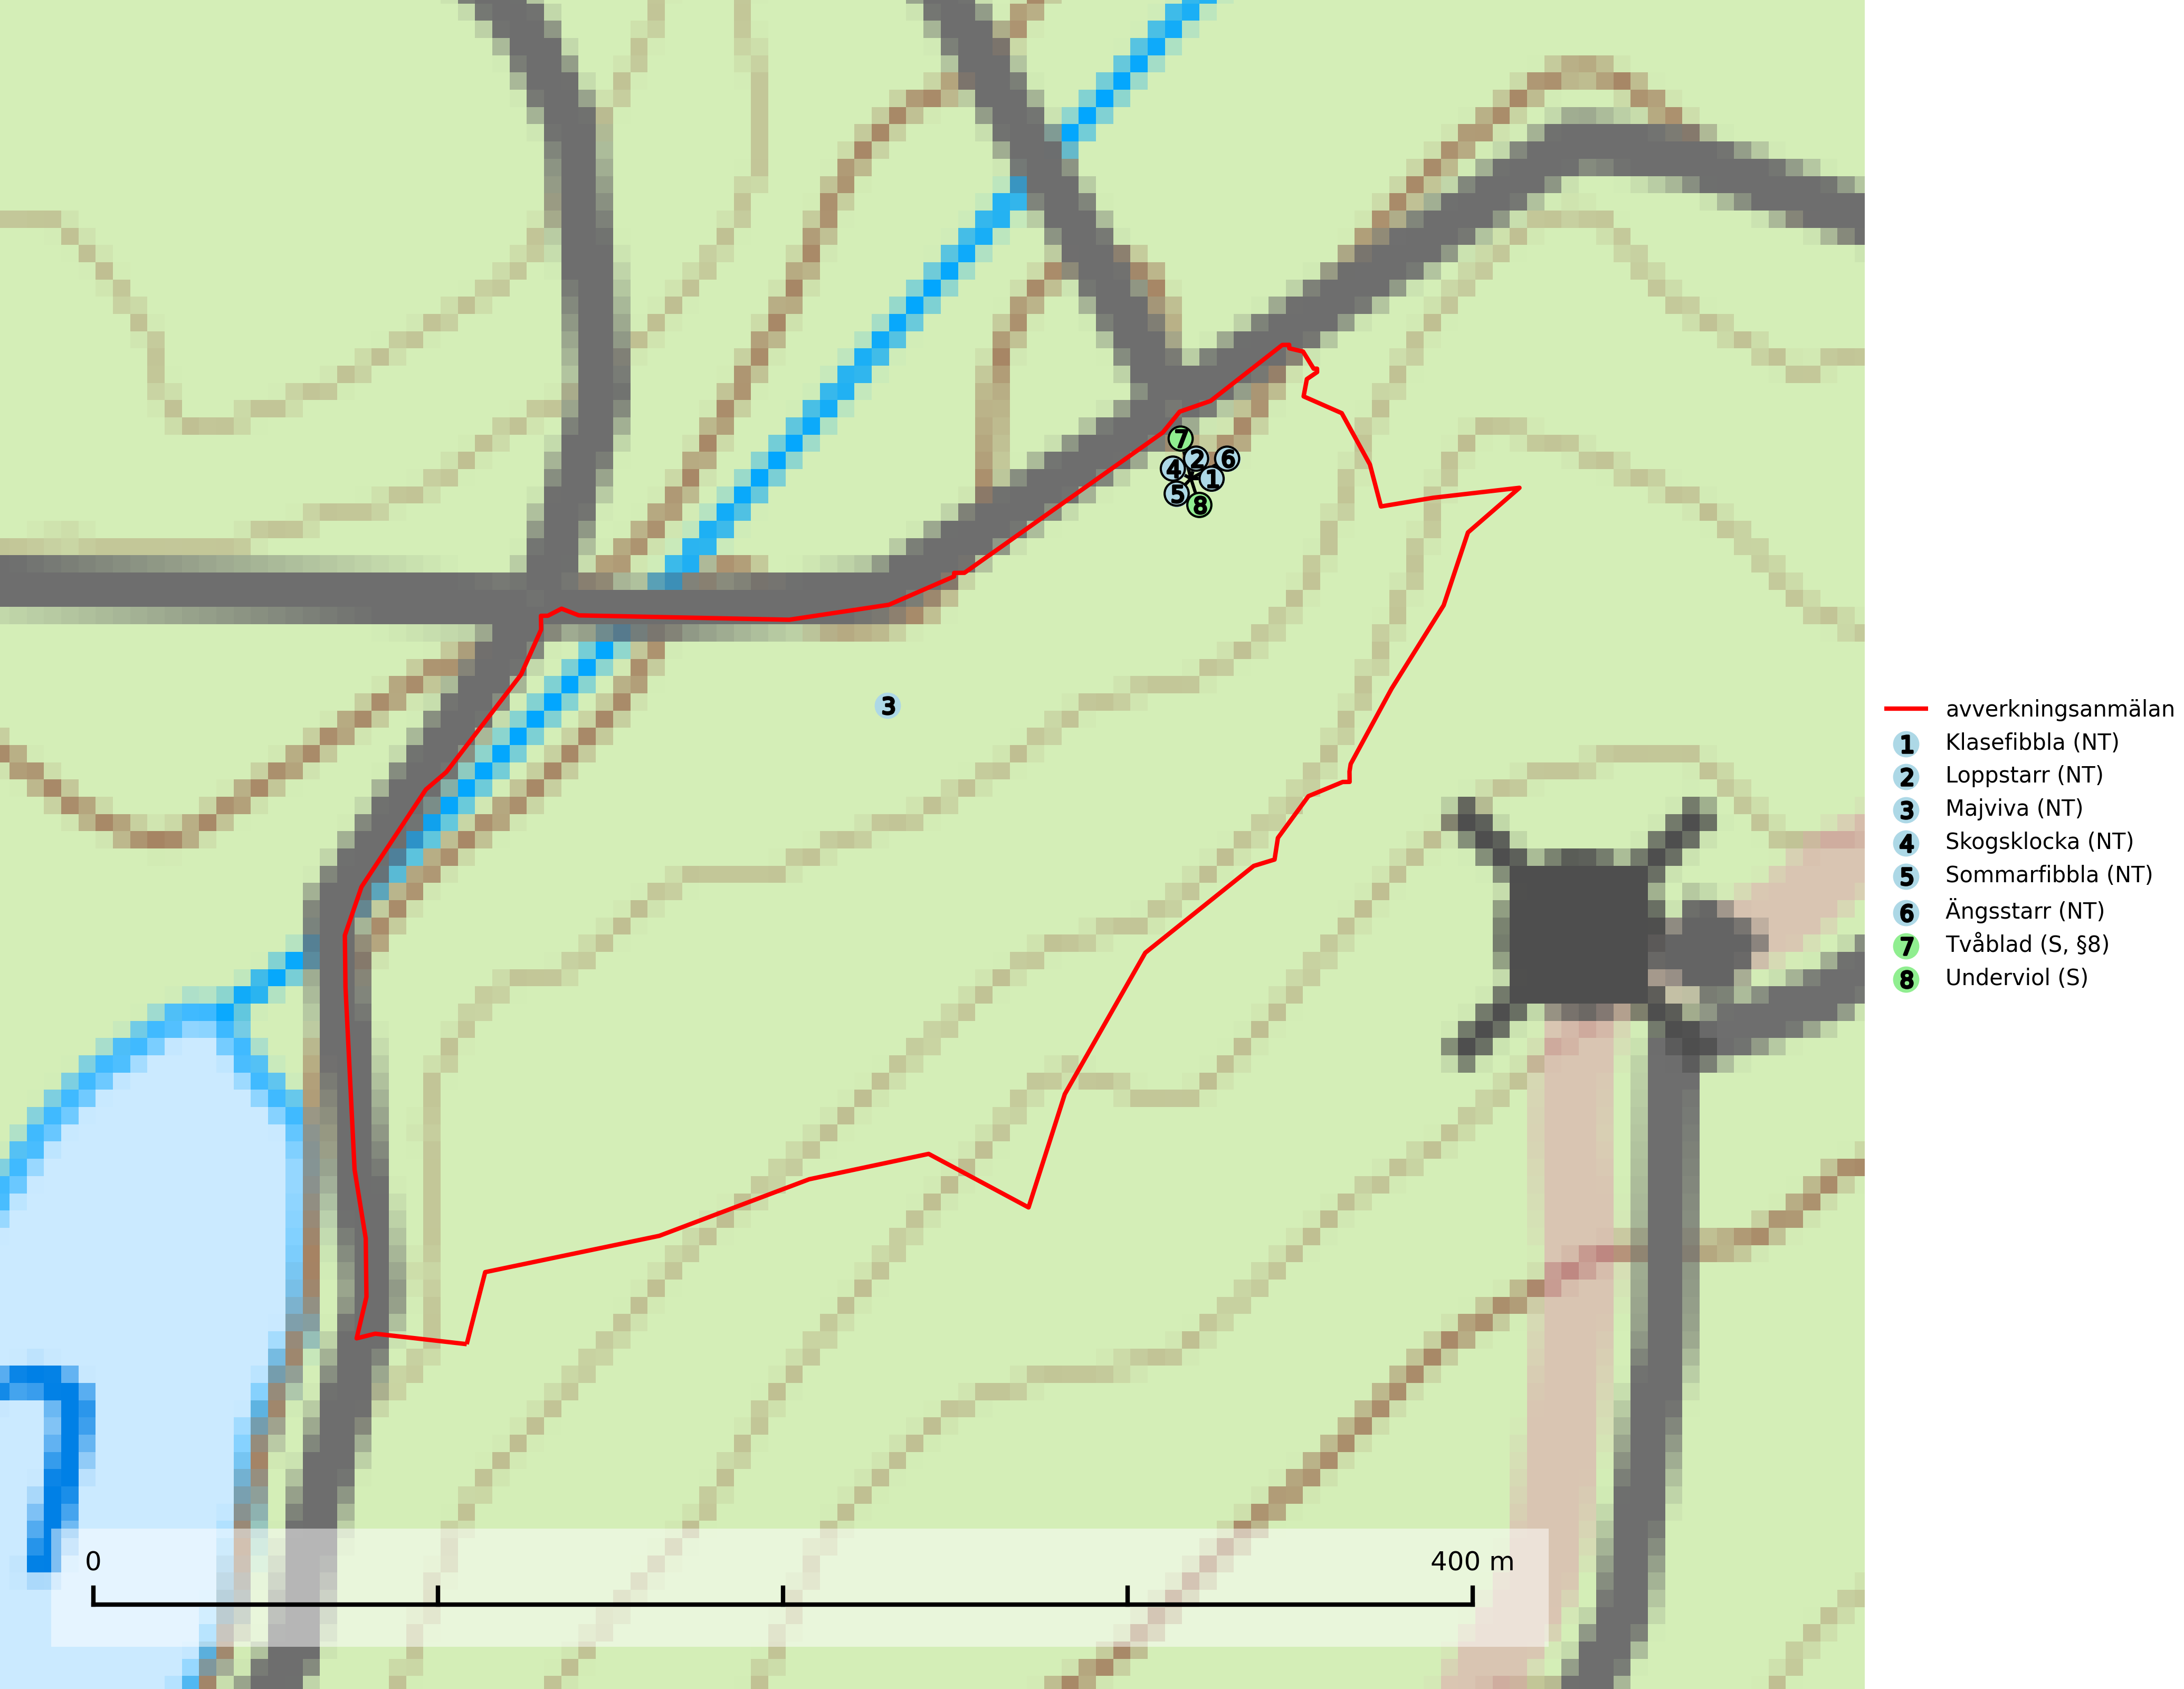 7
2
6
4
1
5
8
3
avverkningsanmälan
1 Klasefibbla (NT)
2 Loppstarr (NT)
3 Majviva (NT)
4 Skogsklocka (NT)
5 Sommarfibbla (NT)
6 Ängsstarr (NT)
7 Tvåblad (S, §8)
8 Underviol (S)
0 400 m